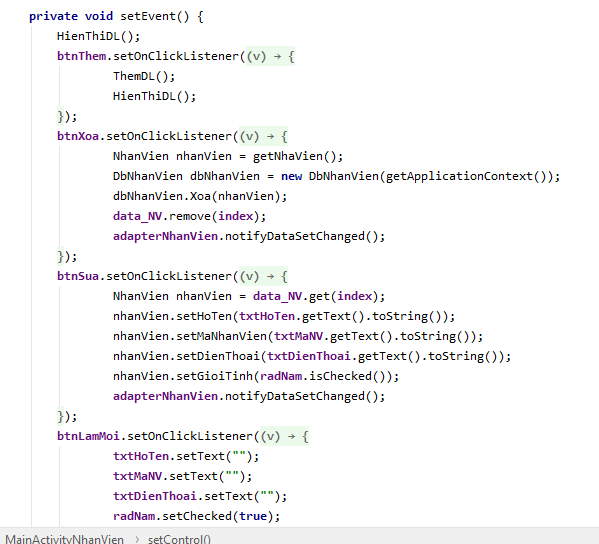 private void setEvent() {
HienThiDL();
btnThem.setOnClickListener((v) → {
ThemDL();
HienThiDL();
});
btnXoa.setOnClickListener((v) → {
NhanVien nhanVien = getNhaVien();
DbNhanVien dbNhanVien = new DbNhanVien(getApplicationContext());
dbNhanVien.Xoa(nhanVien);
data_NV.remove(index);
adapterNhanVien.notifyDataSetChanged();
});
btnSua.setOnClickListener((v) → {
NhanVien nhanVien = data_NV.get(index);
nhanVien.setHoTen(txtHoTen.getText().toString());
nhanVien.setMaNhanVien(txtMaNV.getText().toString());
nhanVien.setDienThoai(txtDienThoai.getText().toString());
nhanVien.setGioiTinh(radNam.isChecked());
adapterNhanVien.notifyDataSetChanged();
});
btnLamMoi.setOnClickListener((v) → {
txtHoTen.setText("");
txtMaNV.setText("");
txtDienThoai.setText("");
radNam.setChecked(true);
MainActivityNhanVien › setControl()